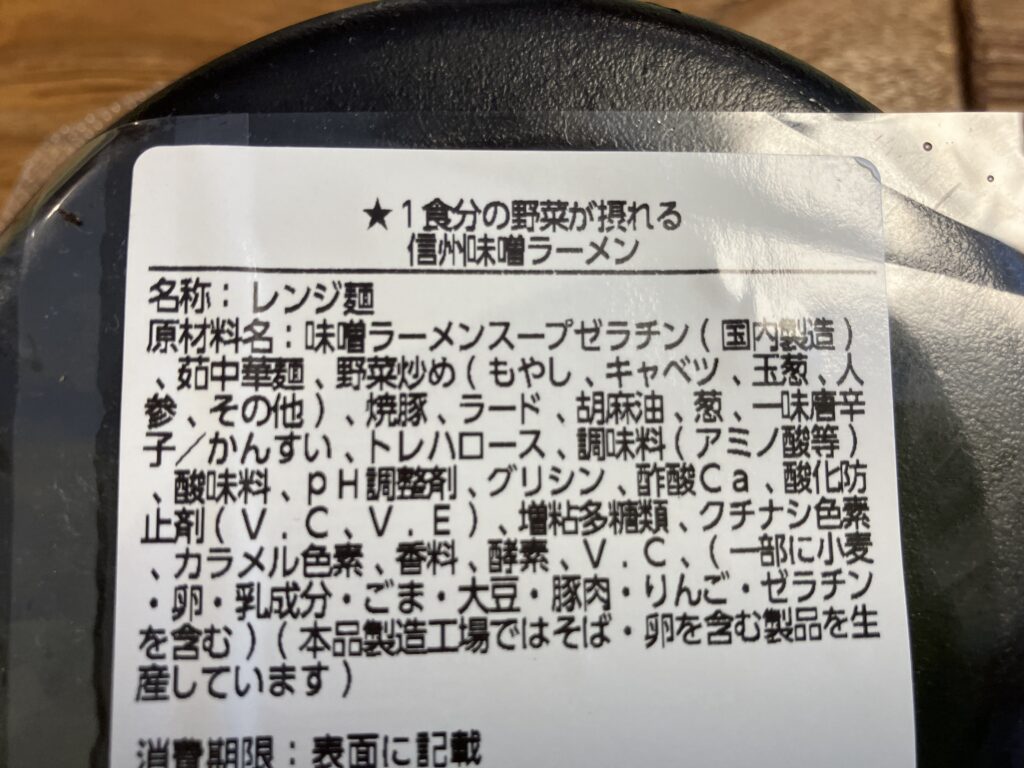 ★１食分の野菜が摂れる
信州味噌ラーメン
名称：レンジ麺
原材料名：味噌ラーメンスープゼラチン（国内製造）
、茹中華麺、野菜炒め（もやし、キャベツ、玉葱、人
参、その他）、焼豚、ラード、胡麻油、葱、一味唐辛
子／かんすい、トレハロース、調味料（アミノ酸等）
、酸味料、ｐＨ調整剤、グリシン、酢酸Ｃａ、酸化防
止剤（Ｖ．Ｃ、Ｖ．Ｅ）、増粘多糖類、クチナシ色素
、カラメル色素、香料、酵素、Ｖ．Ｃ、（一部に小麦
・卵・乳成分・ごま・大豆・豚肉・りんご・ゼラチン
を含む）（本品製造工場ではそば・卵を含む製品を生
産しています）
消費期限：表面に記載